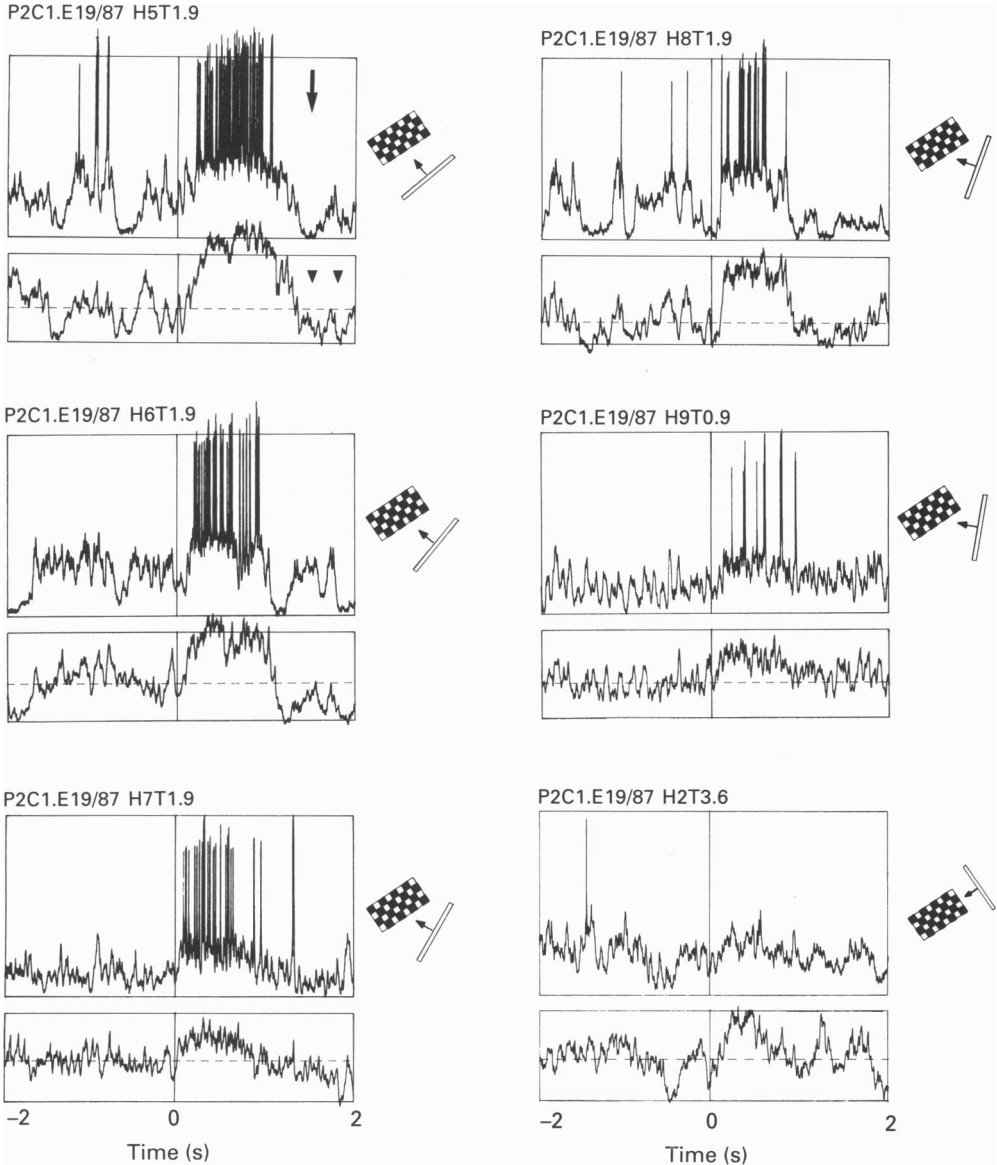 P2C1.E19/87 H5T1.9
P2C1.E19/87 H8T1.9
P2C1.E19/87 H6T1.9
P2C1.E19/87 H9T0.9
P2C1.E19/87 H7T1.9
P2C1.E19/87 H2T3.6
−2
0
2
Time (s)
−2
0
2
Time (s)